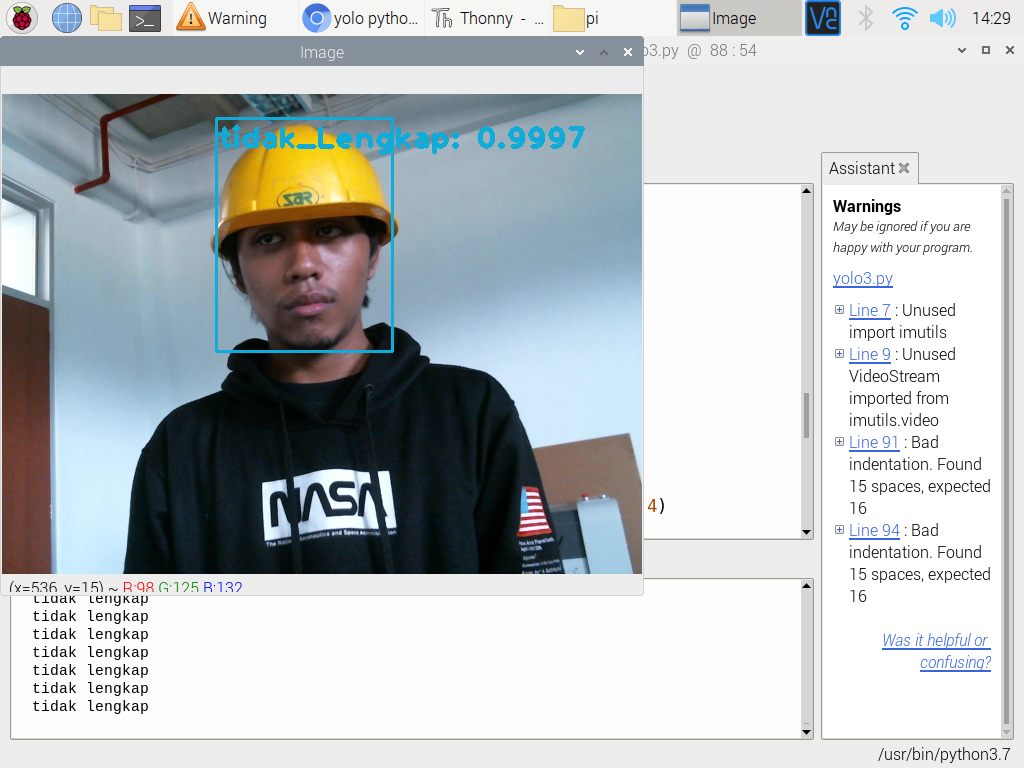 Warning
yolo pytho...
Thonny - ...
pi
Image
VNC
14:29
Image
o3.py @ 88 : 54
tidak_Lengkap: 0.9997
SAR
NASA
Assistant
Warnings
May be ignored if you are
happy with your program.
yolo3.py
Line 7 : Unused
import imutils
Line 9 : Unused
VideoStream
imported from
imutils.video
Line 91 : Bad
indentation. Found
15 spaces, expected
16
Line 94 : Bad
indentation. Found
15 spaces, expected
16
Was it helpful or
confusing?
4)
(x=536, y=15) ~ R:98 G:125 B:132
tidak lengkap
tidak lengkap
tidak lengkap
tidak lengkap
tidak lengkap
tidak lengkap
tidak lengkap
/usr/bin/python3.7